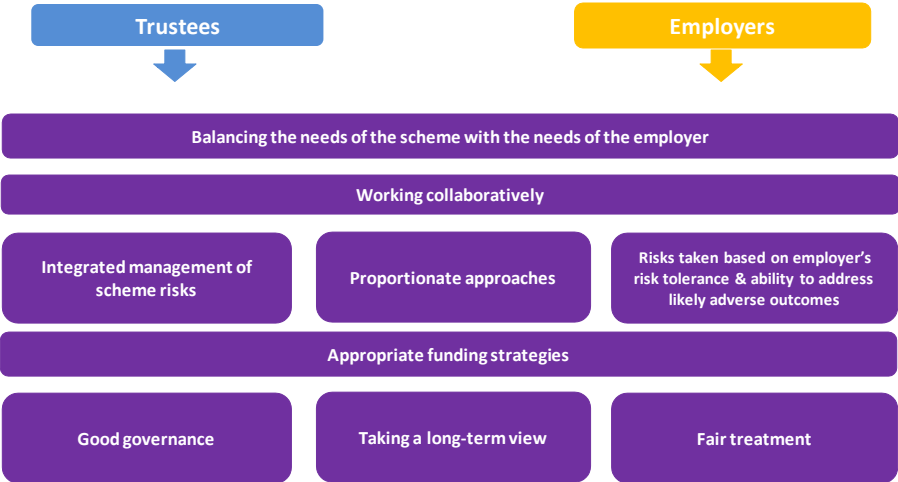 Trustees
Employers
Balancing the needs of the scheme with the needs of the employer
Working collaboratively
Integrated management of
scheme risks
Proportionate approaches
Risks taken based on employer's
risk tolerance & ability to address
likely adverse outcomes
Appropriate funding strategies
Good governance
Taking a long-term view
Fair treatment